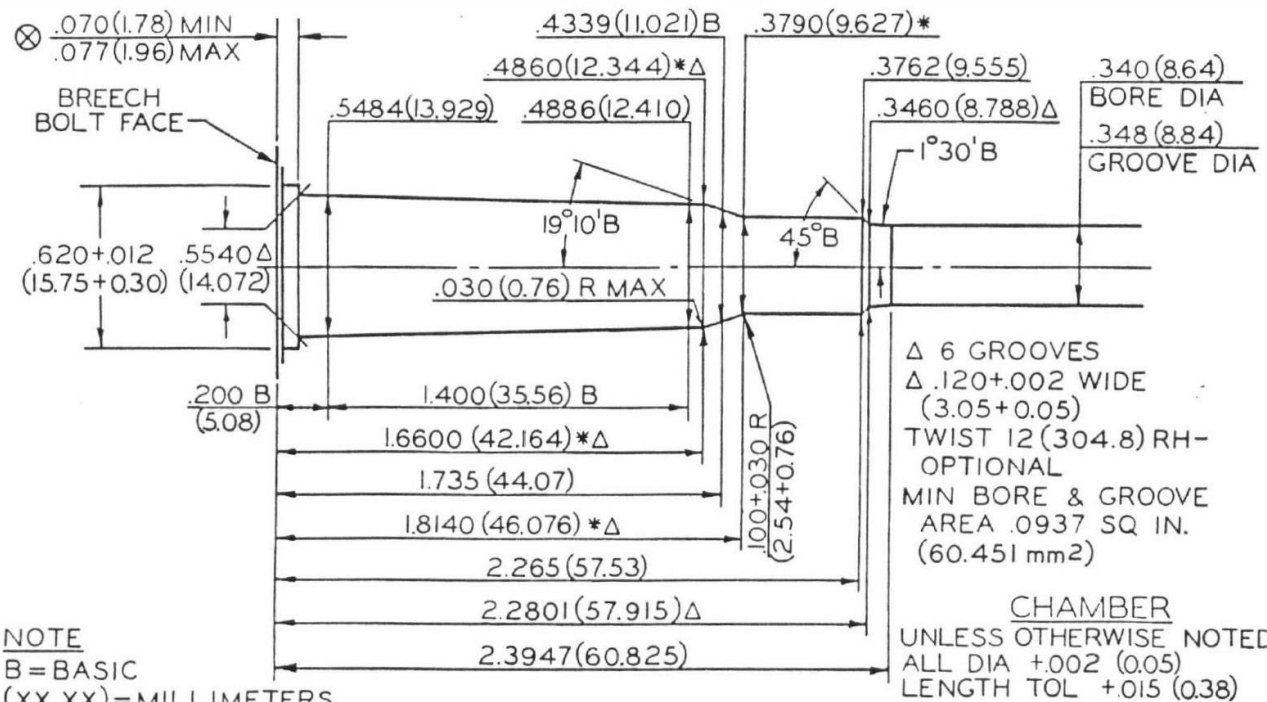 ⊗ .070(1.78) MIN
.077(1.96) MAX
BREECH
BOLT FACE
.5484(13.929)
.4339(11.021) B
.4860(12.344)*Δ
.4886(12.410)
.3790(9.627)*
.3762(9.555)
.3460(8.788)Δ
1°30'B
.340(8.64)
BORE DIA
.348(8.84)
GROOVE DIA
19°10'B
45°B
.620+.012
(15.75+0.30)
.5540Δ
(14.072)
.030(0.76) R MAX
.200 B
(5.08)
1.400(35.56) B
1.6600(42.164)*Δ
1.735(44.07)
1.8140(46.076)*Δ
2.265(57.53)
2.2801(57.915)Δ
2.3947(60.825)
.100+.030 R
(2.54+0.76)
Δ 6 GROOVES
Δ .120+.002 WIDE
(3.05+0.05)
TWIST 12(304.8) RH-
OPTIONAL
MIN BORE & GROOVE
AREA .0937 SQ IN.
(60.451 mm2)
CHAMBER
UNLESS OTHERWISE NOTED
ALL DIA +.002 (0.05)
LENGTH TOL +.015 (0.38)
NOTE
B=BASIC
(XX.XX)=MILLIMETERS